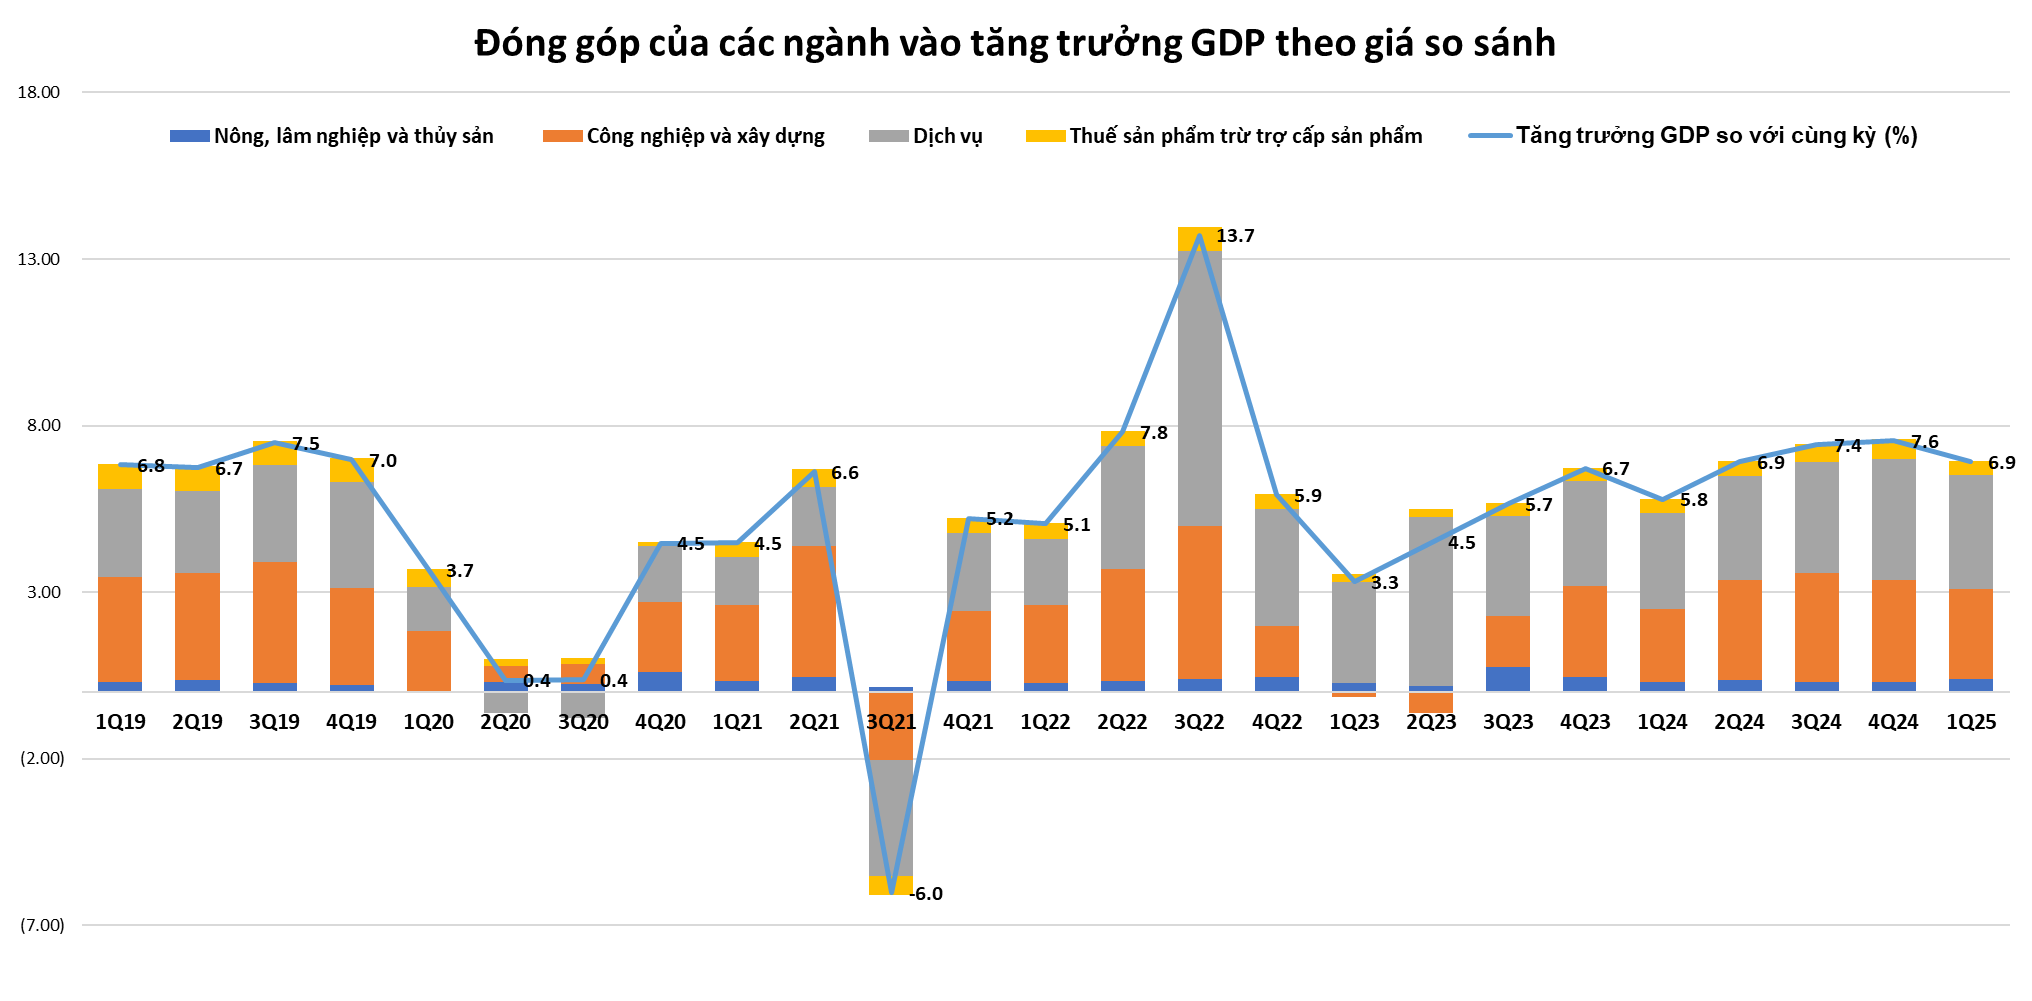 Đóng góp của các ngành vào tăng trưởng GDP theo giá so sánh
18.00
Nông, lâm nghiệp và thủy sản Công nghiệp và xây dựng Dịch vụ Thuế sản phẩm trừ trợ cấp sản phẩm Tăng trưởng GDP so với cùng kỳ (%)
13.00
8.00
3.00
(2.00)
(7.00)
6.8 6.7 7.5 7.0 3.7 0.4 0.4 4.5 4.5 6.6 -6.0 5.2 5.1 7.8 13.7 5.9 3.3 4.5 5.7 6.7 5.8 6.9 7.4 7.6 6.9
1Q19 2Q19 3Q19 4Q19 1Q20 2Q20 3Q20 4Q20 1Q21 2Q21 3Q21 4Q21 1Q22 2Q22 3Q22 4Q22 1Q23 2Q23 3Q23 4Q23 1Q24 2Q24 3Q24 4Q24 1Q25